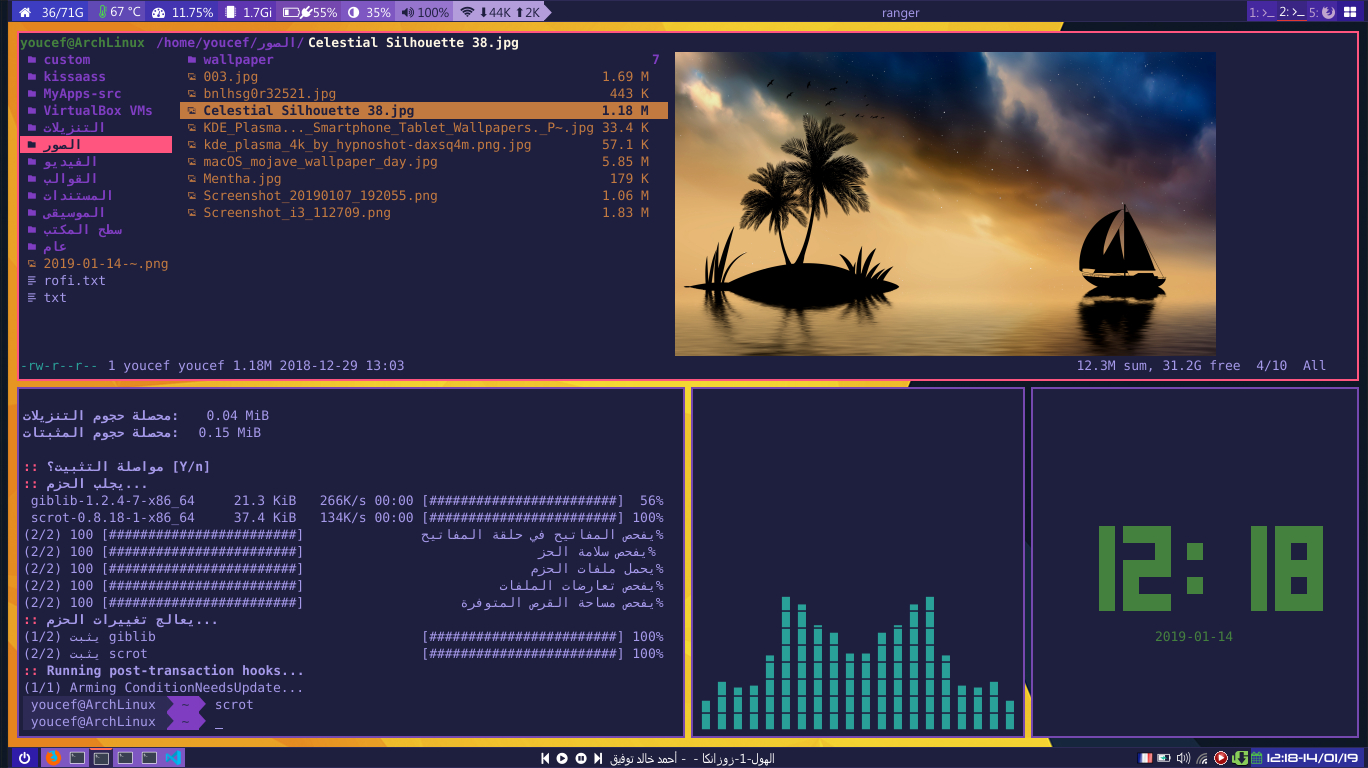 36/71G 67 °C 11.75% 1.7Gi 55% 35% 100% 44K 2K ranger 1: >_ 2: >_ 5:
youcef@ArchLinux /home/youcef/الصور/Celestial Silhouette 38.jpg
custom
kissaass
MyApps-src
VirtualBox VMs
التنزيلات
الصور
الفيديو
القوالب
المستندات
الموسيقى
سطح المكتب
عام
2019-01-14-~.png
rofi.txt
txt
wallpaper 7
003.jpg 1.69 M
bnlhsg0r32521.jpg 443 K
Celestial Silhouette 38.jpg 1.18 M
KDE_Plasma..._Smartphone_Tablet_Wallpapers._P~.jpg 33.4 K
kde_plasma_4k_by_hypnoshot-daxsq4m.png.jpg 57.1 K
macOS_mojave_wallpaper_day.jpg 5.85 M
Mentha.jpg 179 K
Screenshot_20190107_192055.png 1.06 M
Screenshot_i3_112709.png 1.83 M
-rw-r--r-- 1 youcef youcef 1.18M 2018-12-29 13:03 12.3M sum, 31.2G free 4/10 All
محصلة حجوم التنزيلات: 0.04 MiB
محصلة حجوم المثبتات: 0.15 MiB
:: مواصلة التثبيت؟ [Y/n]
:: يجلب الحزم...
giblib-1.2.4-7-x86_64 21.3 KiB 266K/s 00:00 [########################] 56%
scrot-0.8.18-1-x86_64 37.4 KiB 134K/s 00:00 [########################] 100%
(2/2) 100 [########################] يفحص المفاتيح في حلقة المفاتيح%
(2/2) 100 [########################] يفحص سلامة الحز%
(2/2) 100 [########################] يحمل ملفات الحزم%
(2/2) 100 [########################] يفحص تعارضات الملفات%
(2/2) 100 [########################] يفحص مساحة القرص المتوفرة%
:: يعالج تغييرات الحزم...
(1/2) يثبت giblib [########################] 100%
(2/2) يثبت scrot [########################] 100%
:: Running post-transaction hooks...
(1/1) Arming ConditionNeedsUpdate...
youcef@ArchLinux ~ scrot
youcef@ArchLinux ~ _
12:18
2019-01-14
الهول-1-زورانكا - - أحمد خالد توفيق
12:18-14/01/19